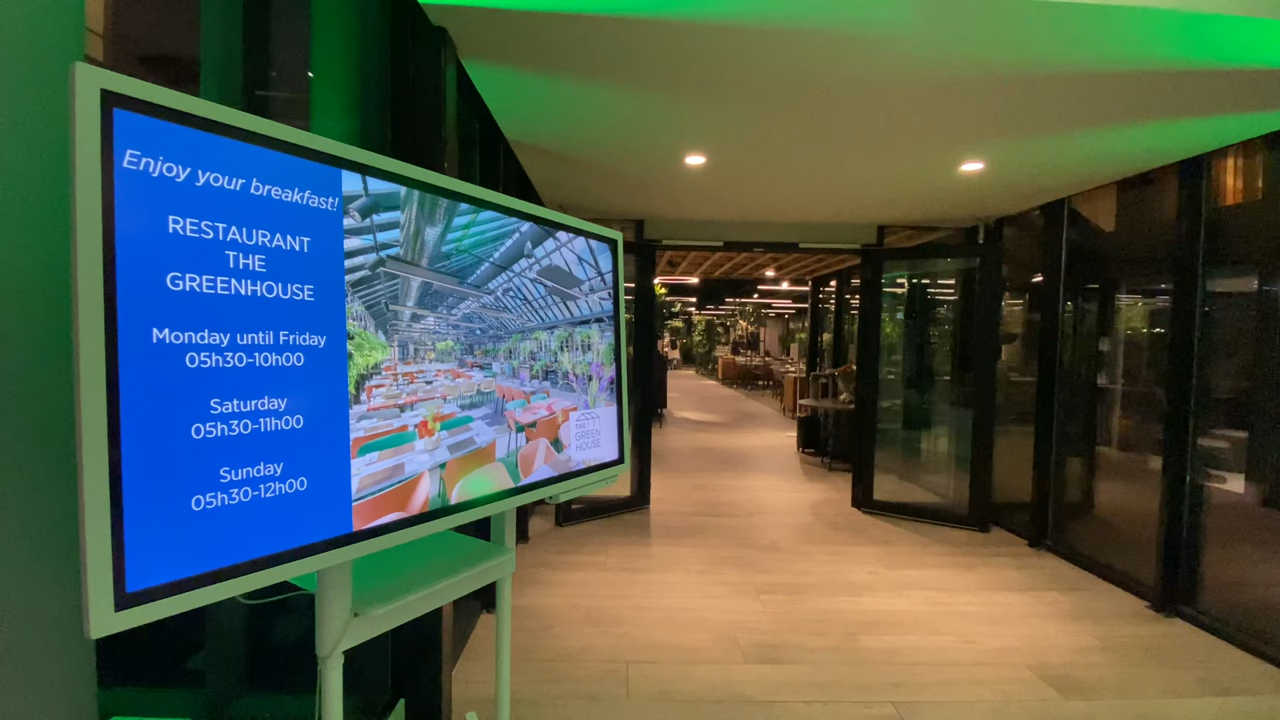 Enjoy your breakfast!
RESTAURANT
THE
GREENHOUSE
Monday until Friday
05h30-10h00
Saturday
05h30-11h00
Sunday
05h30-12h00
THE
GREEN
HOUSE